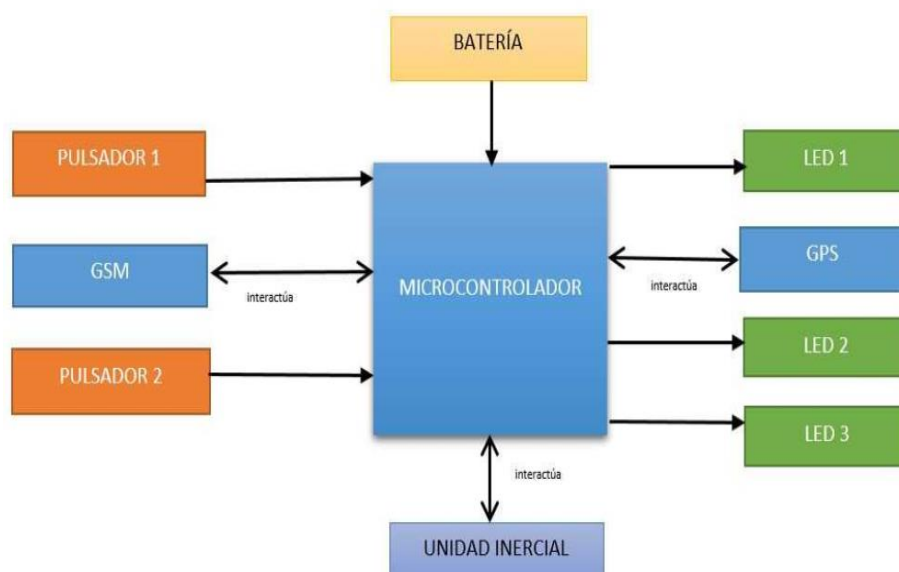 BATERÍA
PULSADOR 1
LED 1
GSM
interactúa
MICROCONTROLADOR
interactúa
GPS
PULSADOR 2
LED 2
LED 3
interactúa
UNIDAD INERCIAL